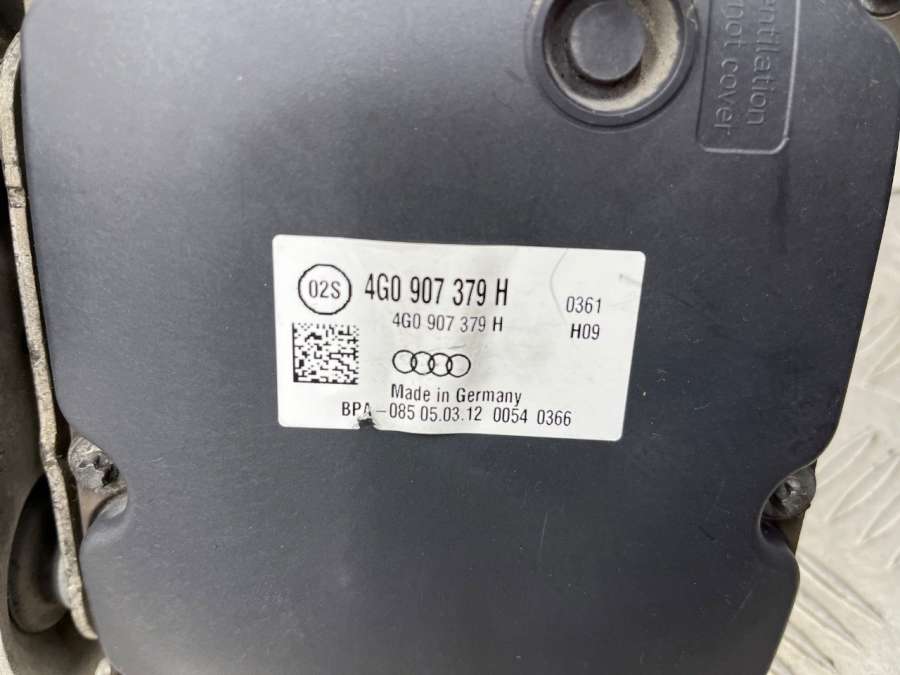 entilation
not cover
02S
4G0 907 379 H
0361
4G0 907 379 H
H09
Made in Germany
BPA-085 05.03.12 0054 0366